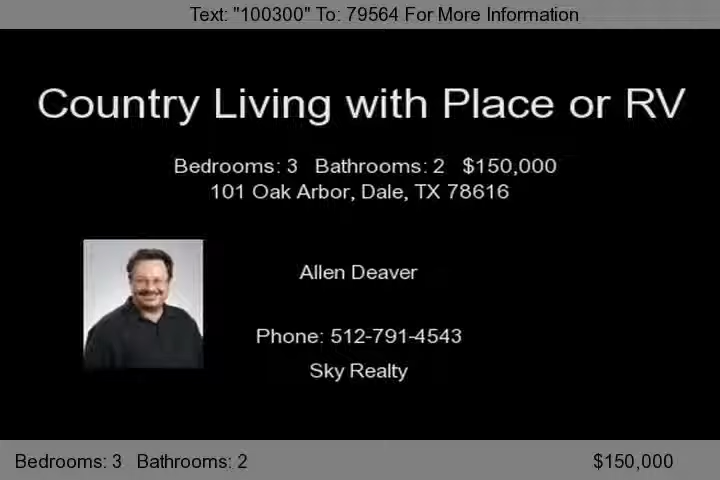 Text: "100300" To: 79564 For More Information
Country Living with Place or RV
Bedrooms: 3 Bathrooms: 2 $150,000
101 Oak Arbor, Dale, TX 78616
Allen Deaver
Phone: 512-791-4543
Sky Realty
Bedrooms: 3 Bathrooms: 2 $150,000